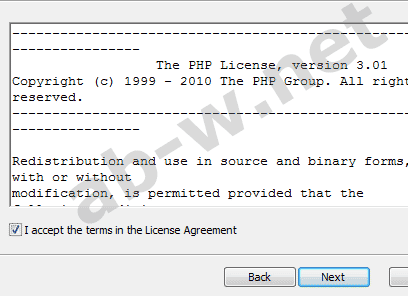 --------------------------------------------------
----------------
The PHP License, version 3.01
Copyright (c) 1999 - 2010 The PHP Group. All
reserved.
--------------------------------------------------
----------------
Redistribution and use in source and binary forms,
with or without
modification, is permitted provided that the
I accept the terms in the License Agreement
Back
Next
ab-w.net